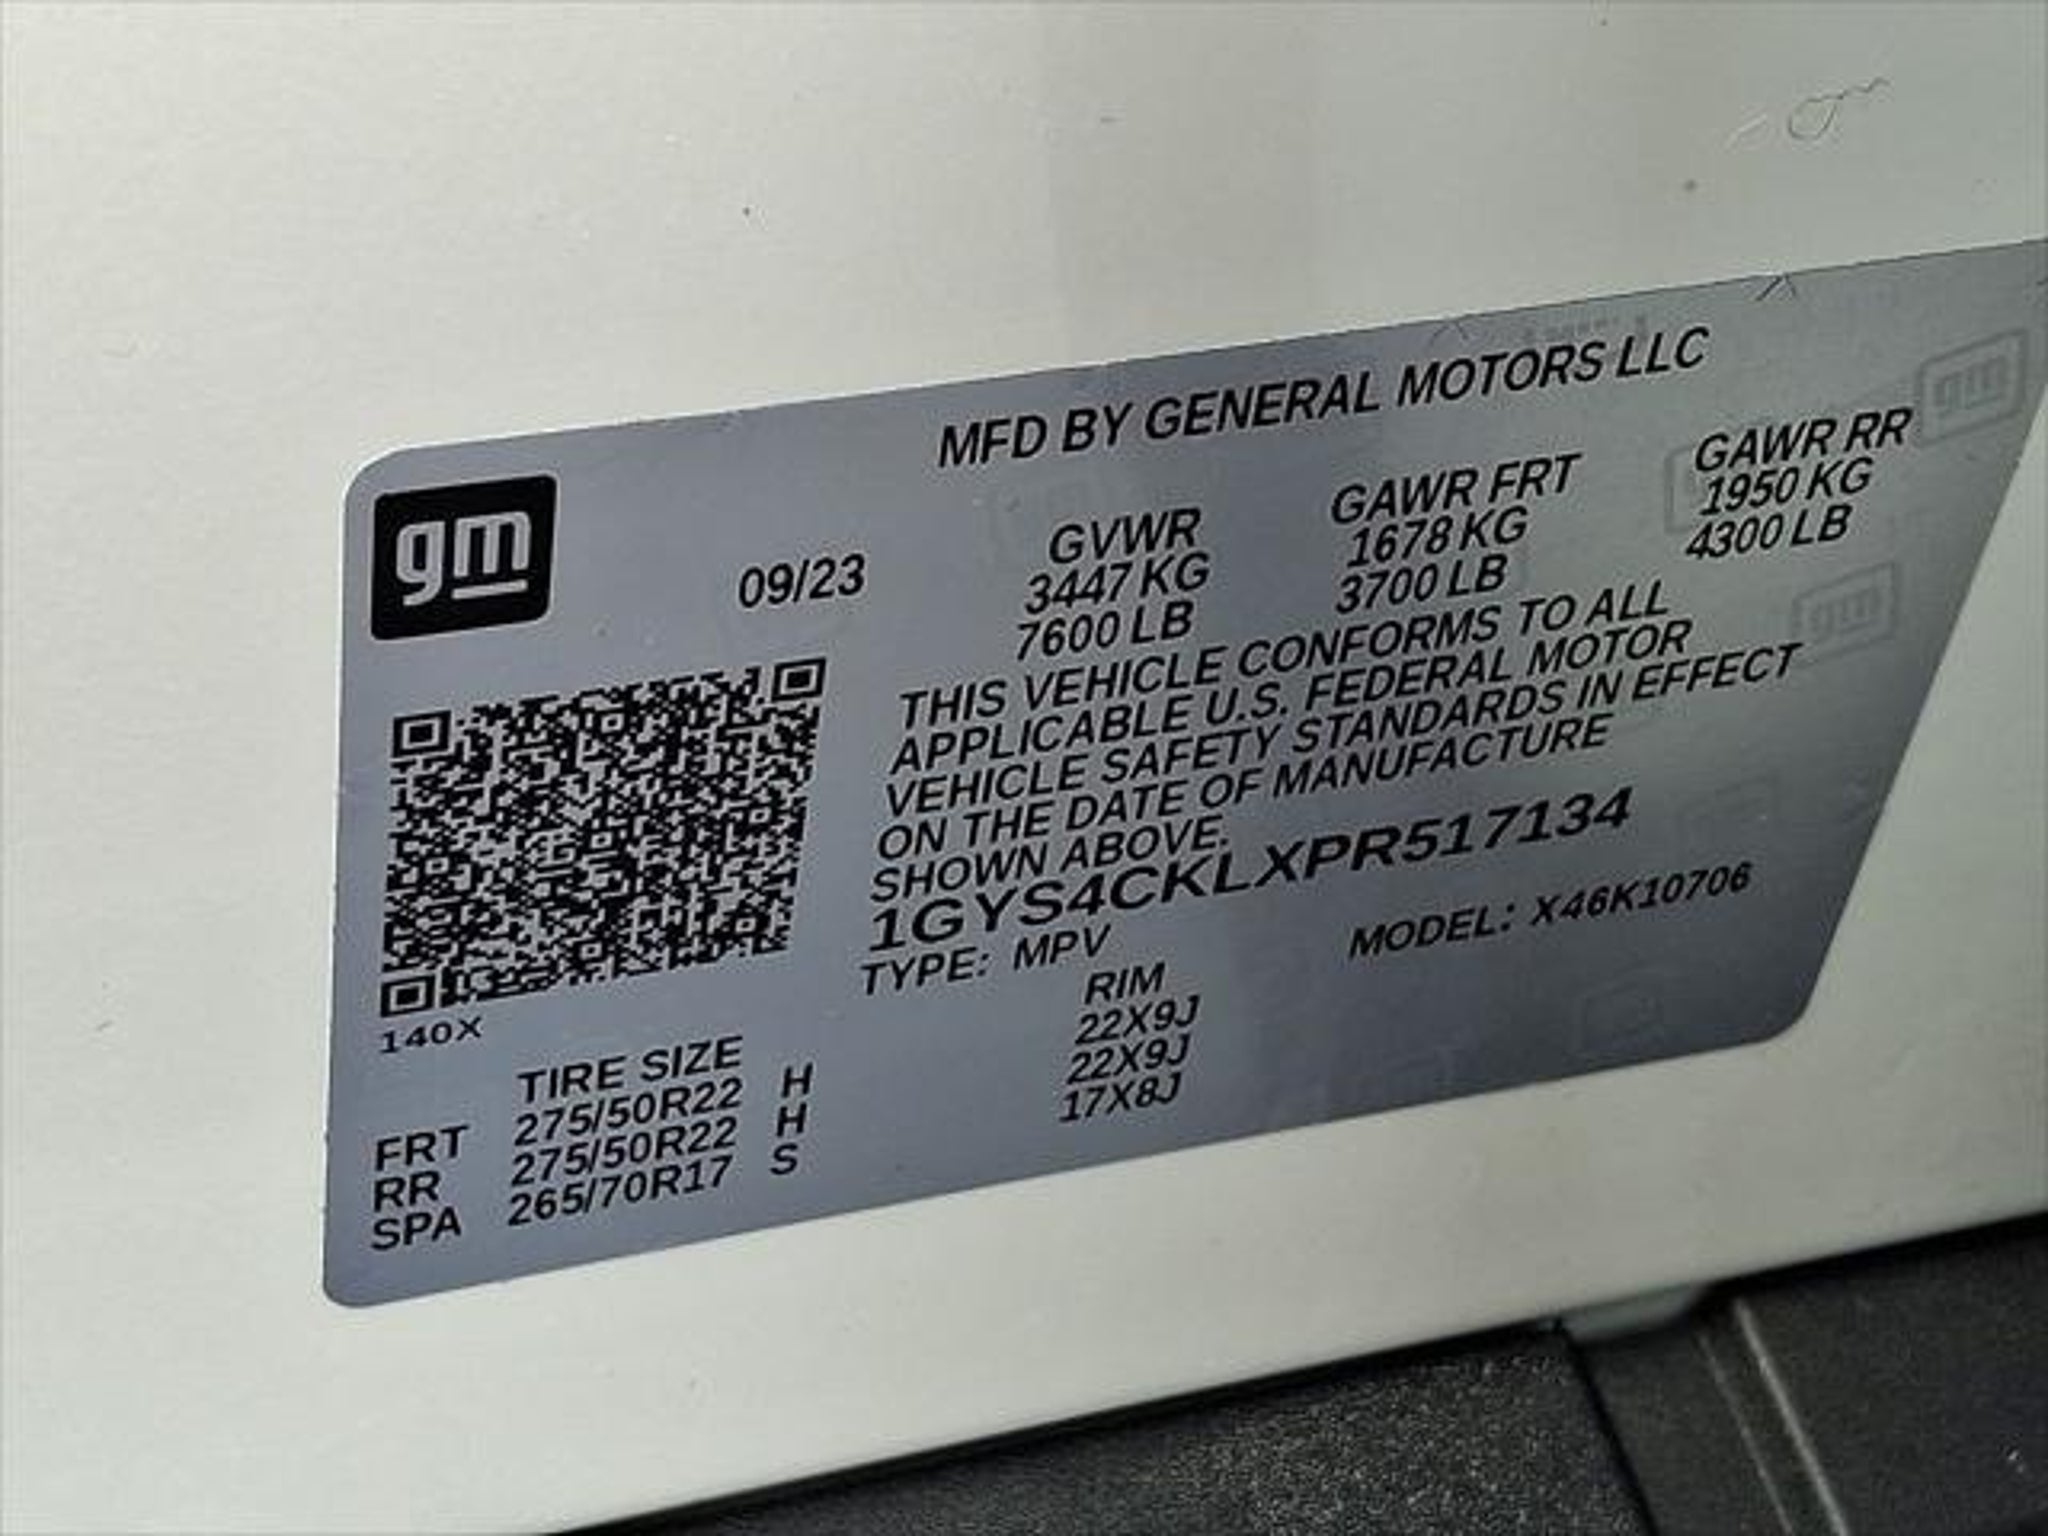 MFD BY GENERAL MOTORS LLC
gm
09/23
GVWR GAWR FRT GAWR RR
3447 KG 1678 KG 1950 KG
7600 LB 3700 LB 4300 LB
THIS VEHICLE CONFORMS TO ALL
APPLICABLE U.S. FEDERAL MOTOR
VEHICLE SAFETY STANDARDS IN EFFECT
ON THE DATE OF MANUFACTURE
SHOWN ABOVE.
1GYS4CKLXPR517134
TYPE: MPV MODEL: X46K10706
140X
TIRE SIZE RIM
FRT 275/50R22 H 22X9J
RR 275/50R22 H 22X9J
SPA 265/70R17 S 17X8J